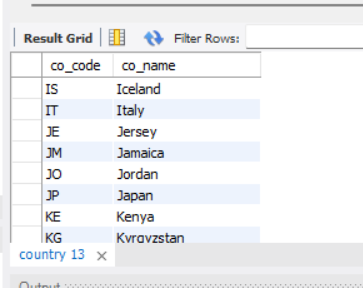 Result Grid Filter Rows:
co_code co_name
IS Iceland
IT Italy
JE Jersey
JM Jamaica
JO Jordan
JP Japan
KE Kenya
KG Kyrgyzstan
country 13 ×
Output